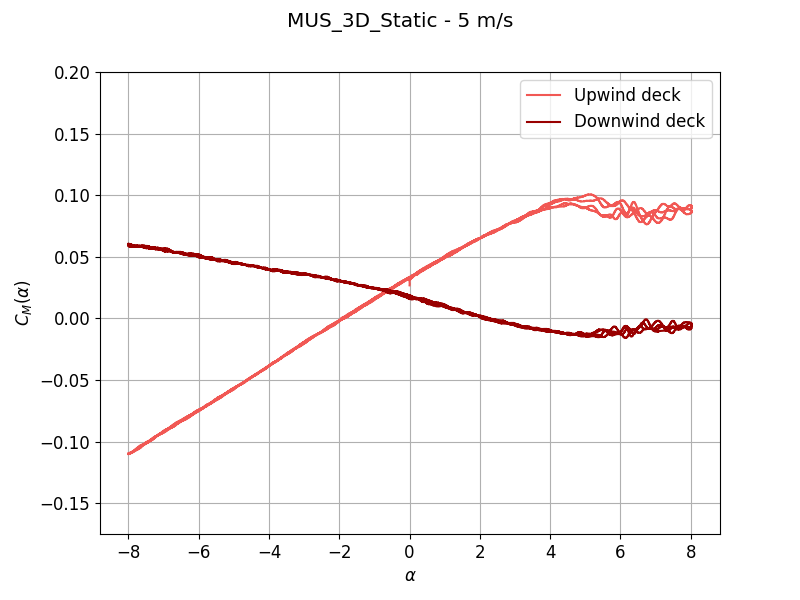 MUS_3D_Static - 5 m/s
0.20
0.15
0.10
0.05
0.00
−0.05
−0.10
−0.15
C_M(α)
Upwind deck
Downwind deck
−8 −6 −4 −2 0 2 4 6 8
α